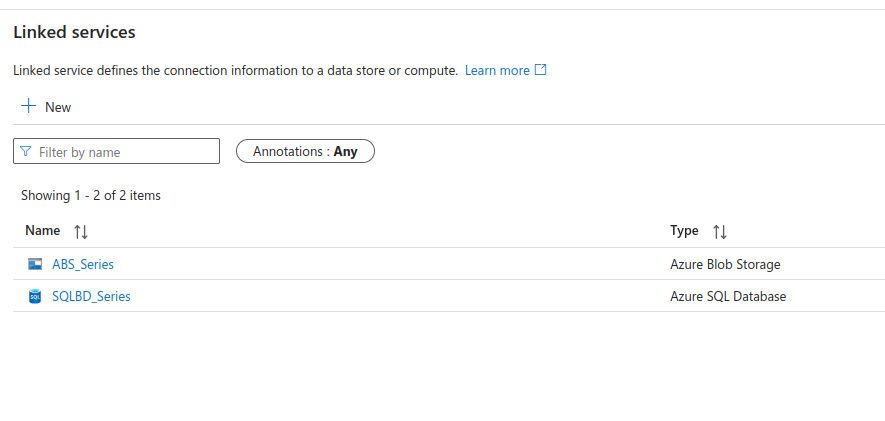 Linked services
Linked service defines the connection information to a data store or compute. Learn more
New
Filter by name
Annotations : Any
Showing 1 - 2 of 2 items
Name Type
ABS_Series Azure Blob Storage
SQL SQLBD_Series Azure SQL Database